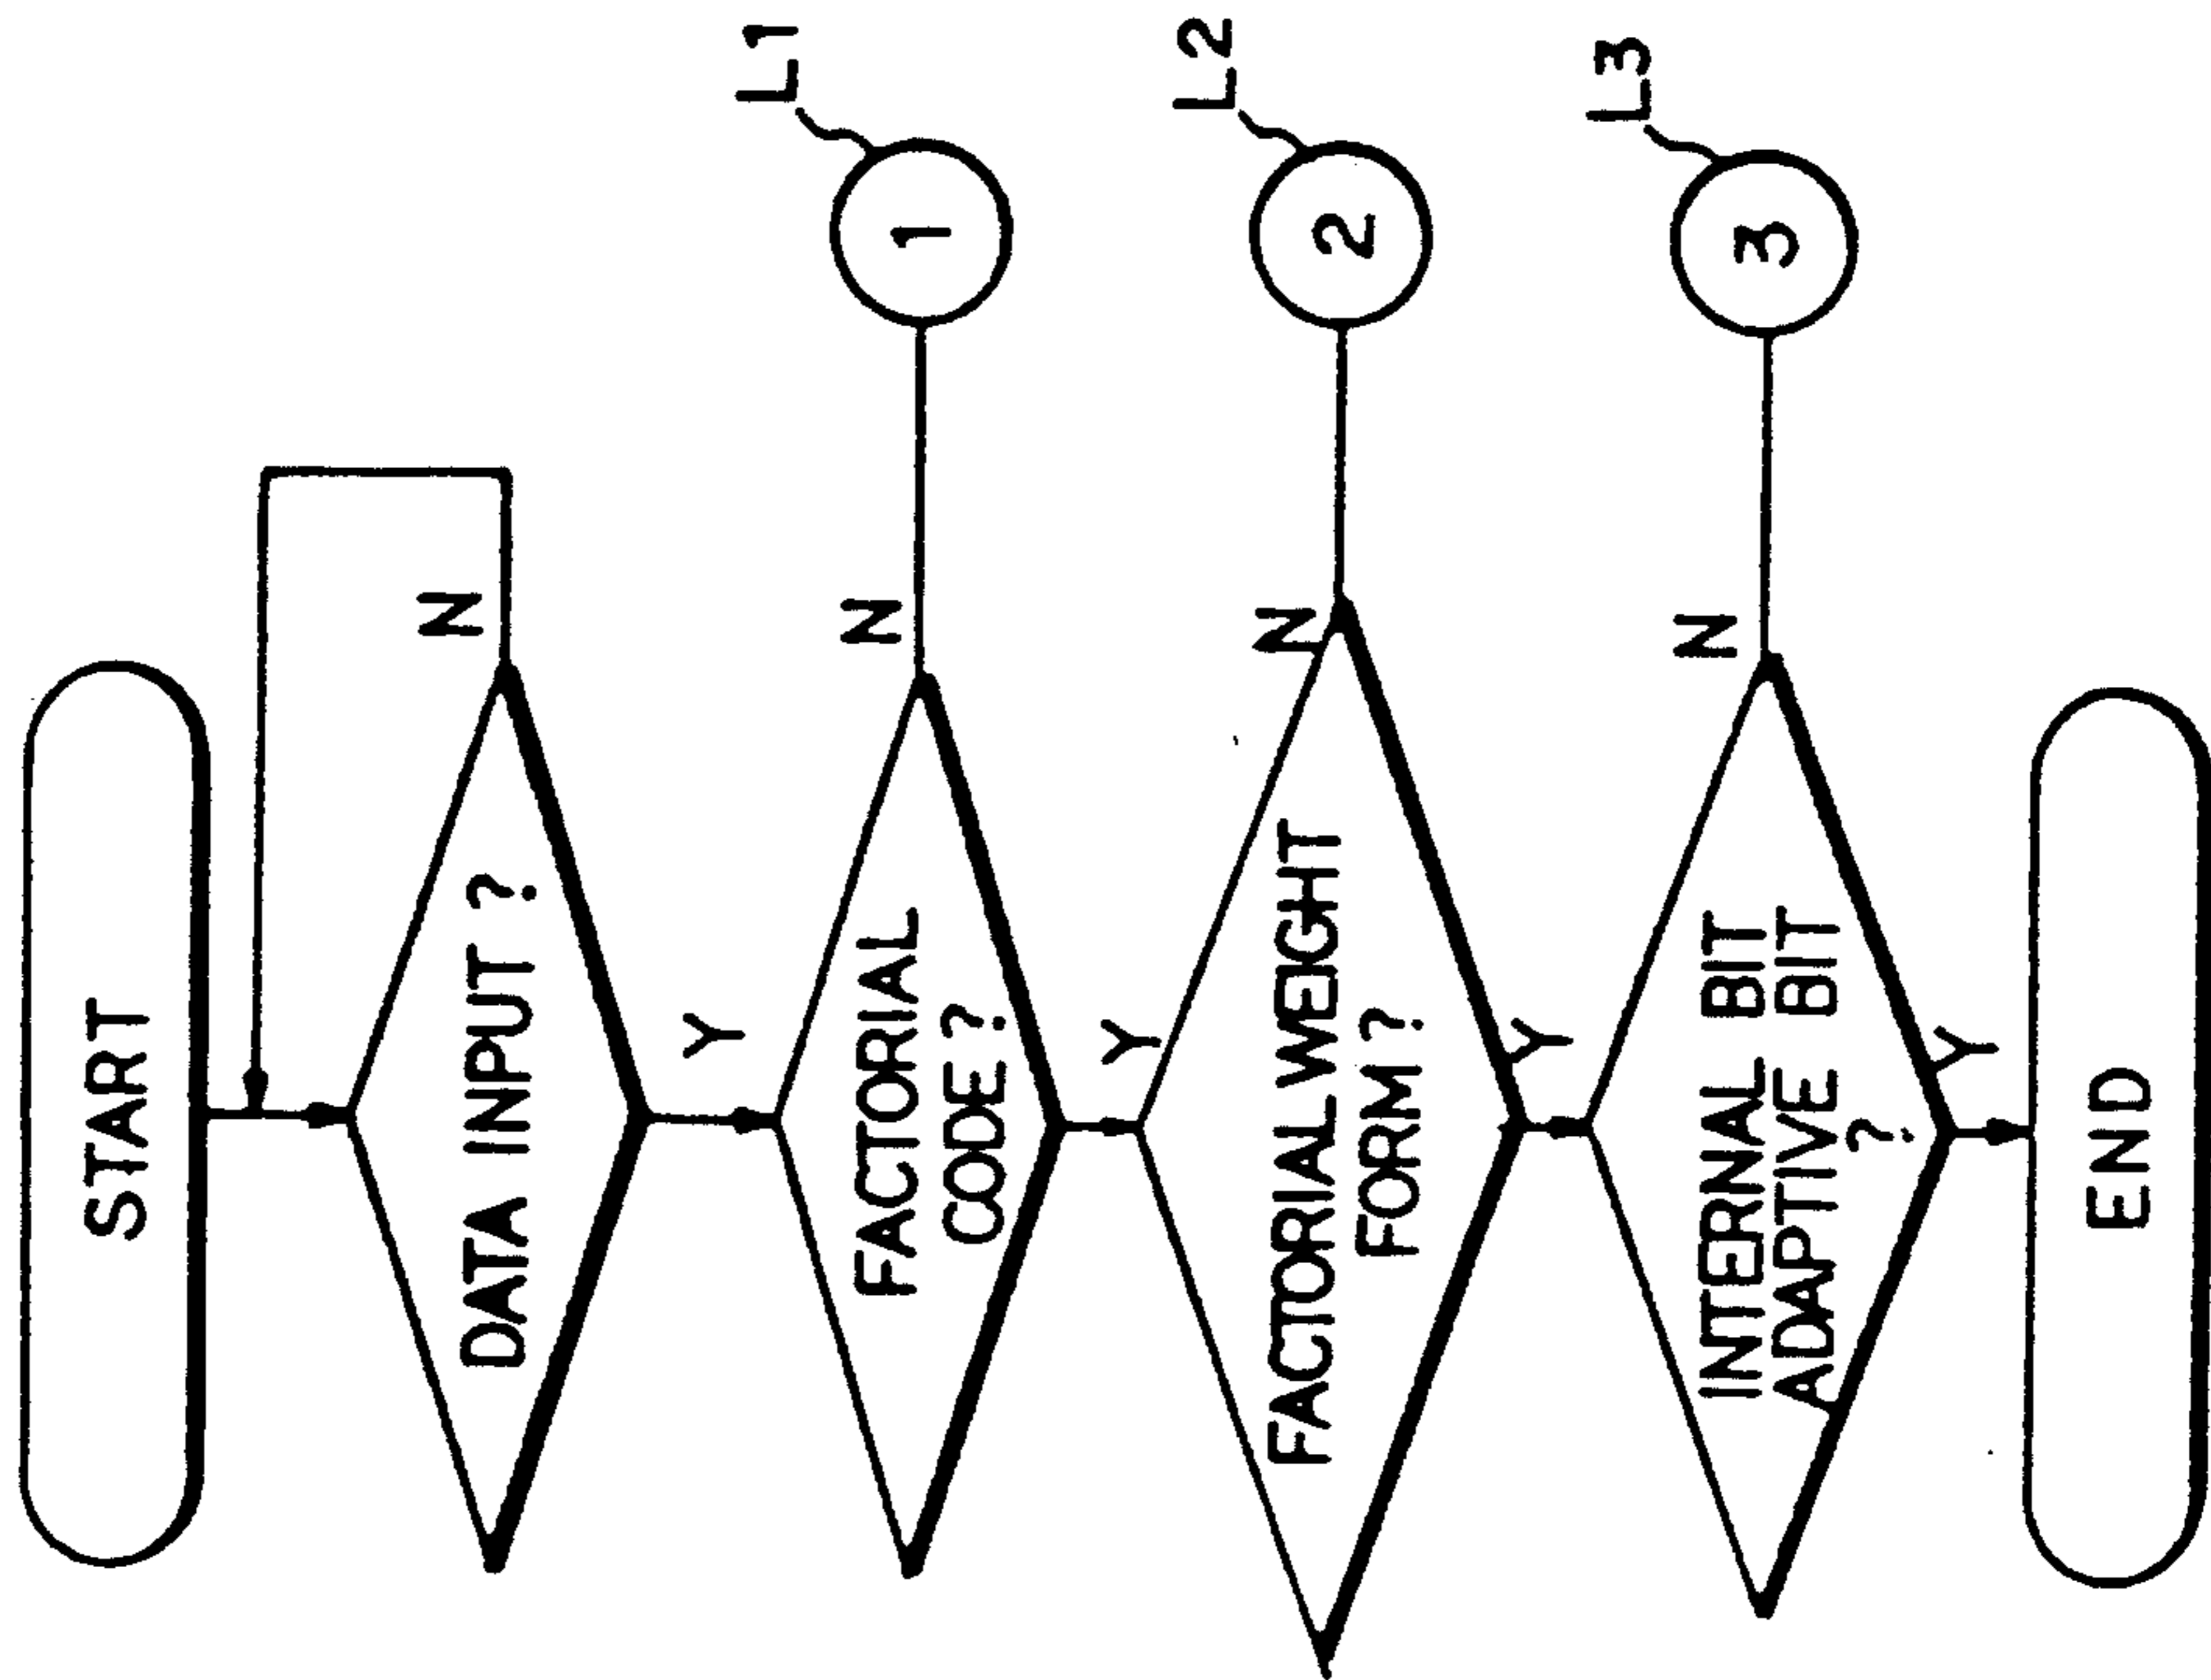 START
DATA INPUT ?
N
Y
FACTORIAL
CODE ?
N
1
L1
Y
FACTORIAL WEIGHT
FORM ?
N
2
L2
Y
INTERNAL BIT
ADAPTIVE BIT
?
N
3
L3
Y
END